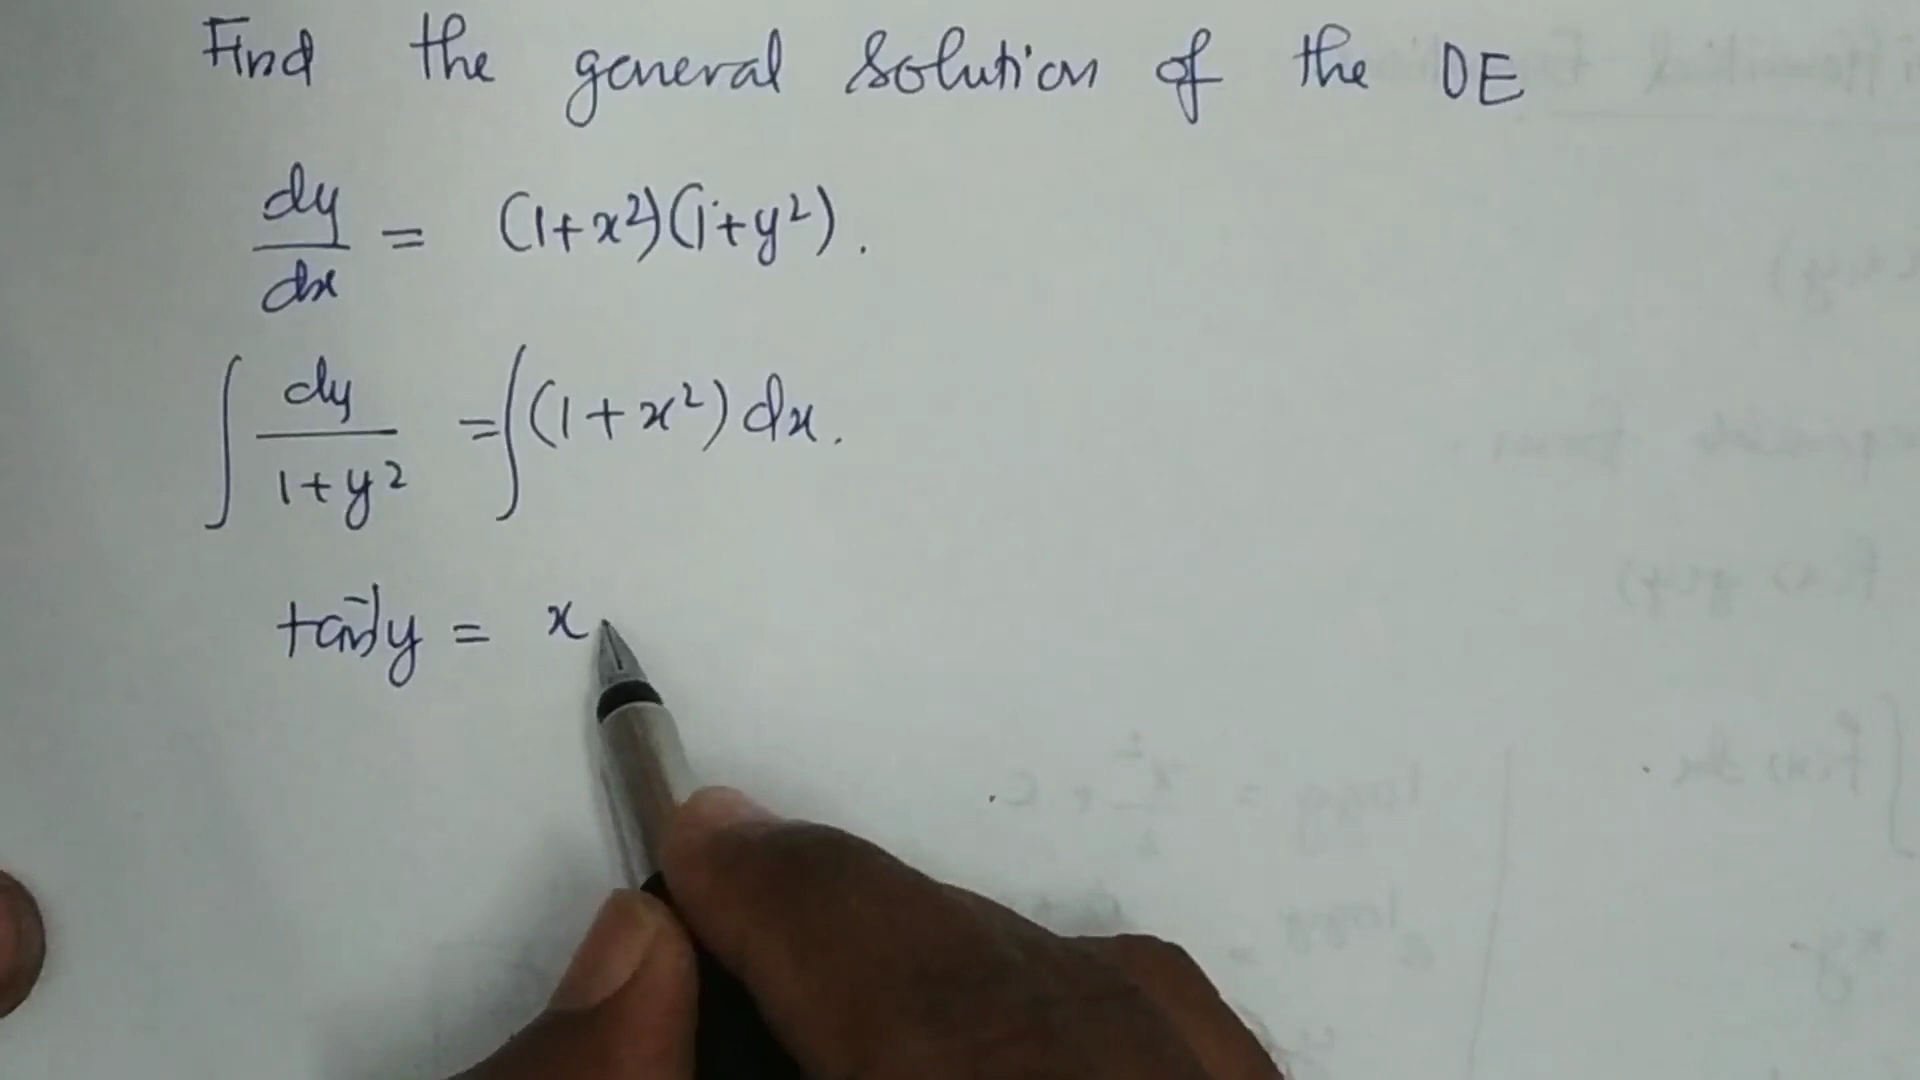 Find the general solution of the DE
dy/dx = (1+x²)(1+y²).
∫ dy/(1+y²) = ∫(1+x²) dx.
tan⁻¹y = x